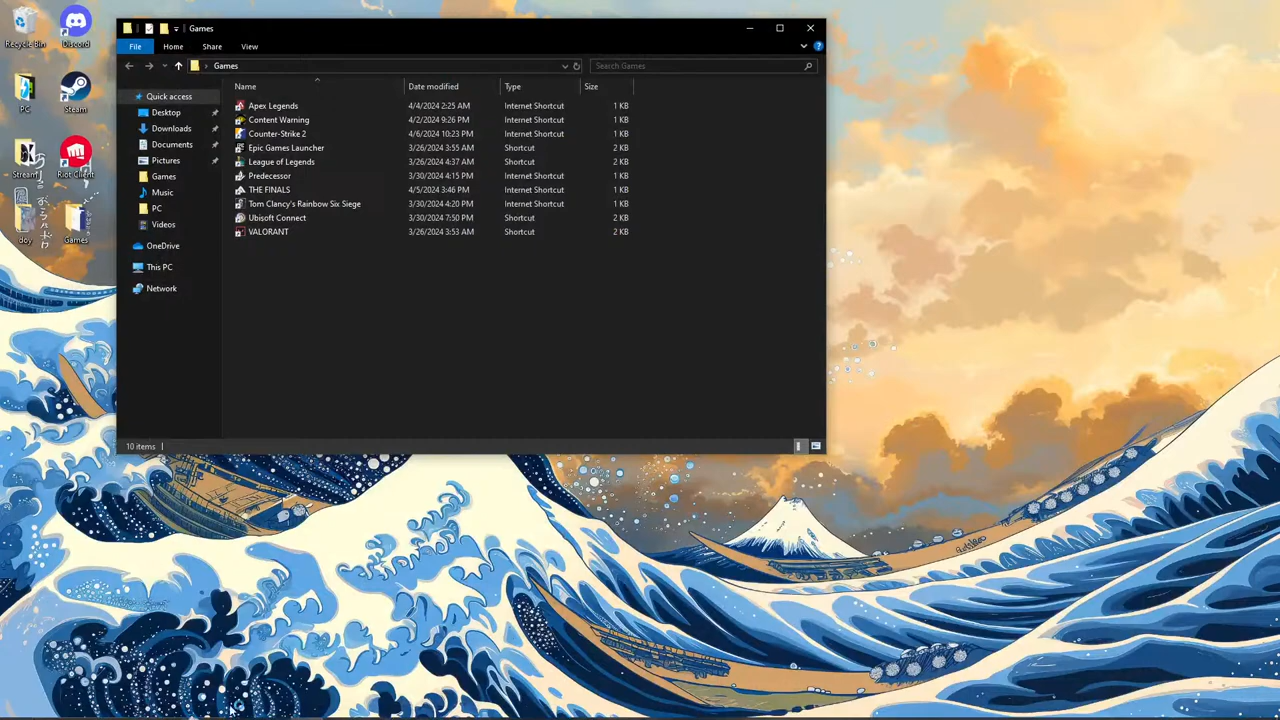 Recycle Bin
Discord
PC
Steam
Stream
Riot Client
doy
Games
Games
File Home Share View
Games
Search Games
Name Date modified Type Size
Quick access
Desktop
Downloads
Documents
Pictures
Games
Music
PC
Videos
OneDrive
This PC
Network
Apex Legends 4/4/2024 2:25 AM Internet Shortcut 1 KB
Content Warning 4/2/2024 9:26 PM Internet Shortcut 1 KB
Counter-Strike 2 4/6/2024 10:23 PM Internet Shortcut 1 KB
Epic Games Launcher 3/26/2024 3:55 AM Shortcut 2 KB
League of Legends 3/26/2024 4:37 AM Shortcut 2 KB
Predecessor 3/30/2024 4:15 PM Internet Shortcut 1 KB
THE FINALS 4/5/2024 3:46 PM Internet Shortcut 1 KB
Tom Clancy's Rainbow Six Siege 3/30/2024 4:20 PM Internet Shortcut 1 KB
Ubisoft Connect 3/30/2024 7:50 PM Shortcut 2 KB
VALORANT 3/26/2024 3:53 AM Shortcut 2 KB
10 items